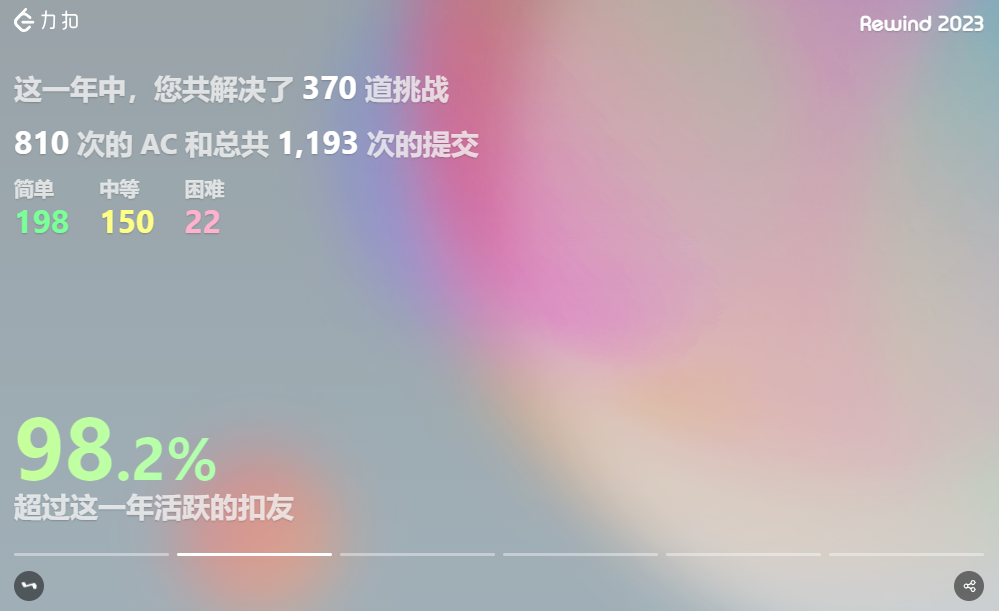 力扣
Rewind 2023
这一年中，您共解决了 370 道挑战
810 次的 AC 和总共 1,193 次的提交
简单 中等 困难
198 150 22
98.2%
超过这一年活跃的扣友